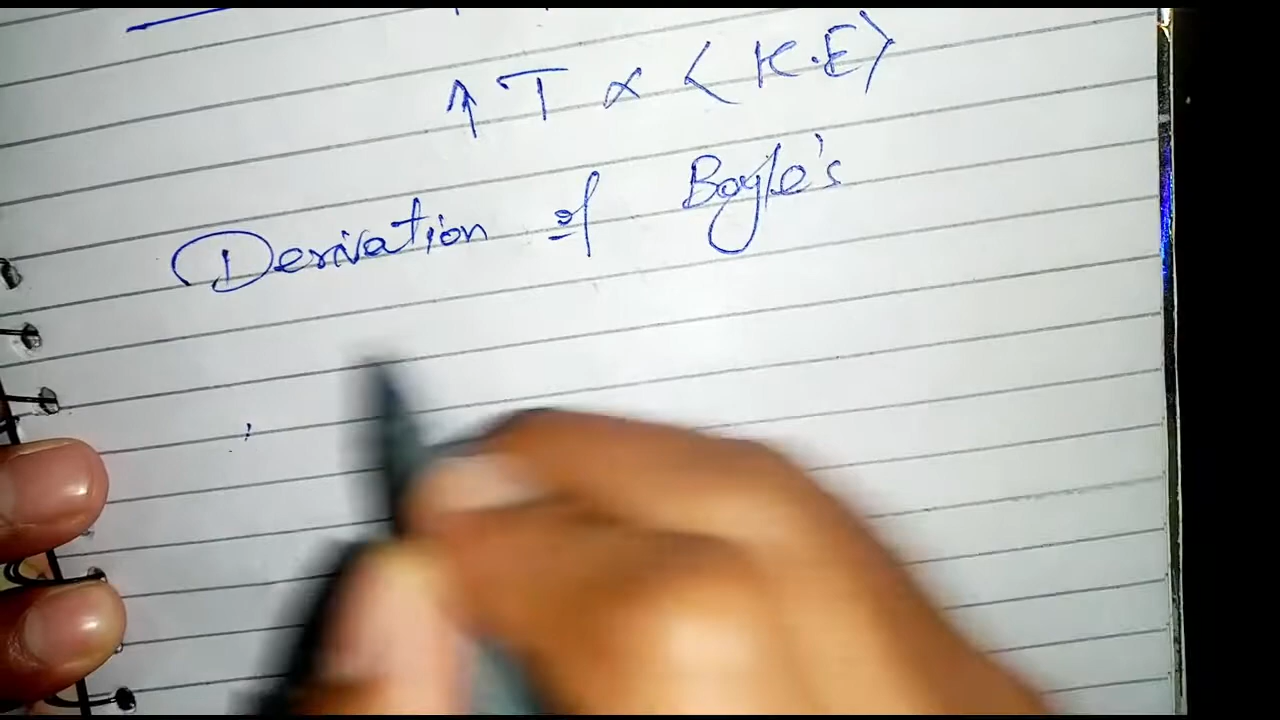 ↑ T ∝ < K.E>
Derivation of Boyle's